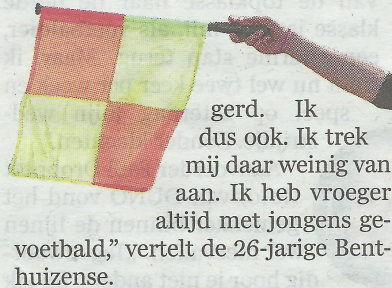 gerd. Ik
dus ook. Ik trek
mij daar weinig van
aan. Ik heb vroeger
altijd met jongens ge-
voetbald,” vertelt de 26-jarige Bent-
huizense.